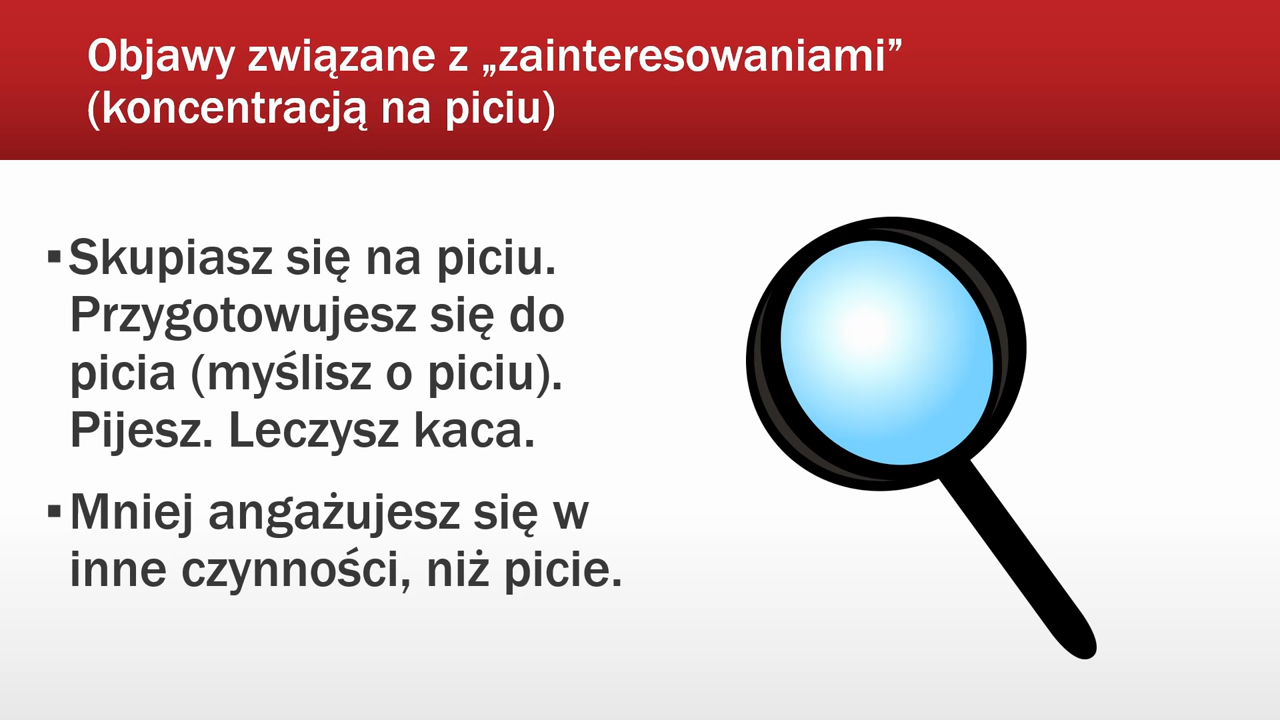 Objawy związane z „zainteresowaniami”
(koncentracją na piciu)
▪Skupiasz się na piciu.
Przygotowujesz się do
picia (myślisz o piciu).
Pijesz. Leczysz kaca.
▪Mniej angażujesz się w
inne czynności, niż picie.